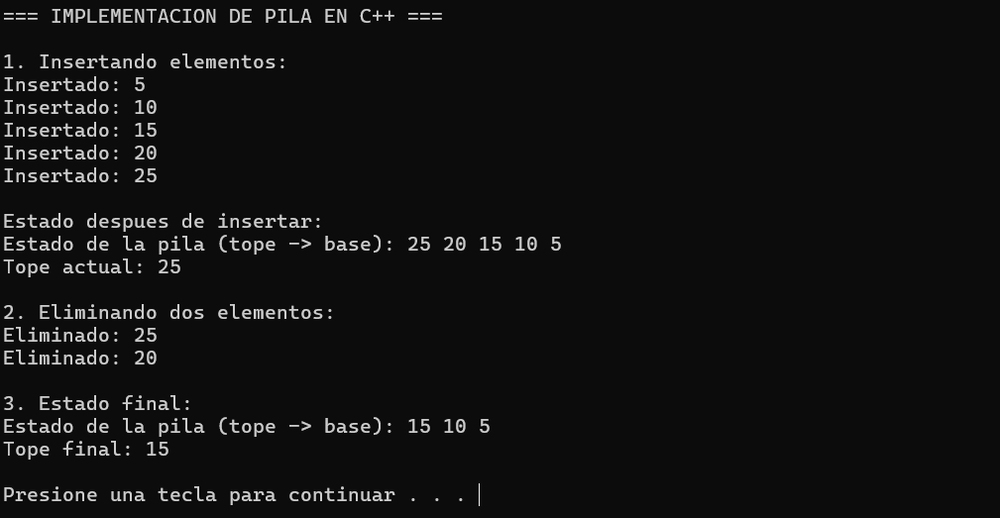 === IMPLEMENTACION DE PILA EN C++ ===
1. Insertando elementos:
Insertado: 5
Insertado: 10
Insertado: 15
Insertado: 20
Insertado: 25
Estado despues de insertar:
Estado de la pila (tope -> base): 25 20 15 10 5
Tope actual: 25
2. Eliminando dos elementos:
Eliminado: 25
Eliminado: 20
3. Estado final:
Estado de la pila (tope -> base): 15 10 5
Tope final: 15
Presione una tecla para continuar . . .